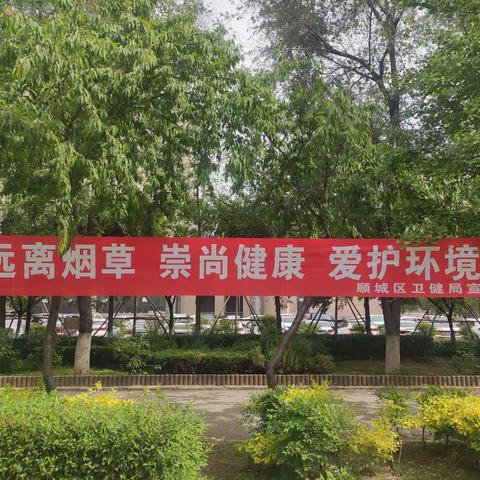 远离烟草 崇尚健康 爱护环境
顺城区卫健局宣